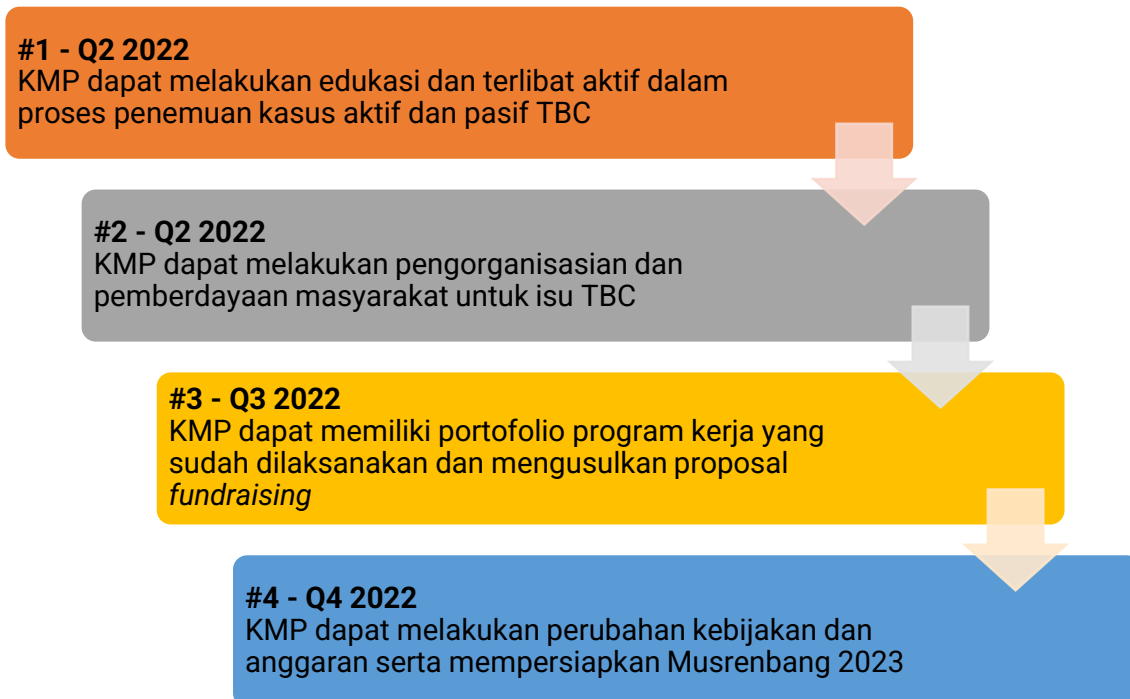 #1 - Q2 2022
KMP dapat melakukan edukasi dan terlibat aktif dalam
proses penemuan kasus aktif dan pasif TBC
#2 - Q2 2022
KMP dapat melakukan pengorganisasian dan
pemberdayaan masyarakat untuk isu TBC
#3 - Q3 2022
KMP dapat memiliki portofolio program kerja yang
sudah dilaksanakan dan mengusulkan proposal
fundraising
#4 - Q4 2022
KMP dapat melakukan perubahan kebijakan dan
anggaran serta mempersiapkan Musrenbang 2023